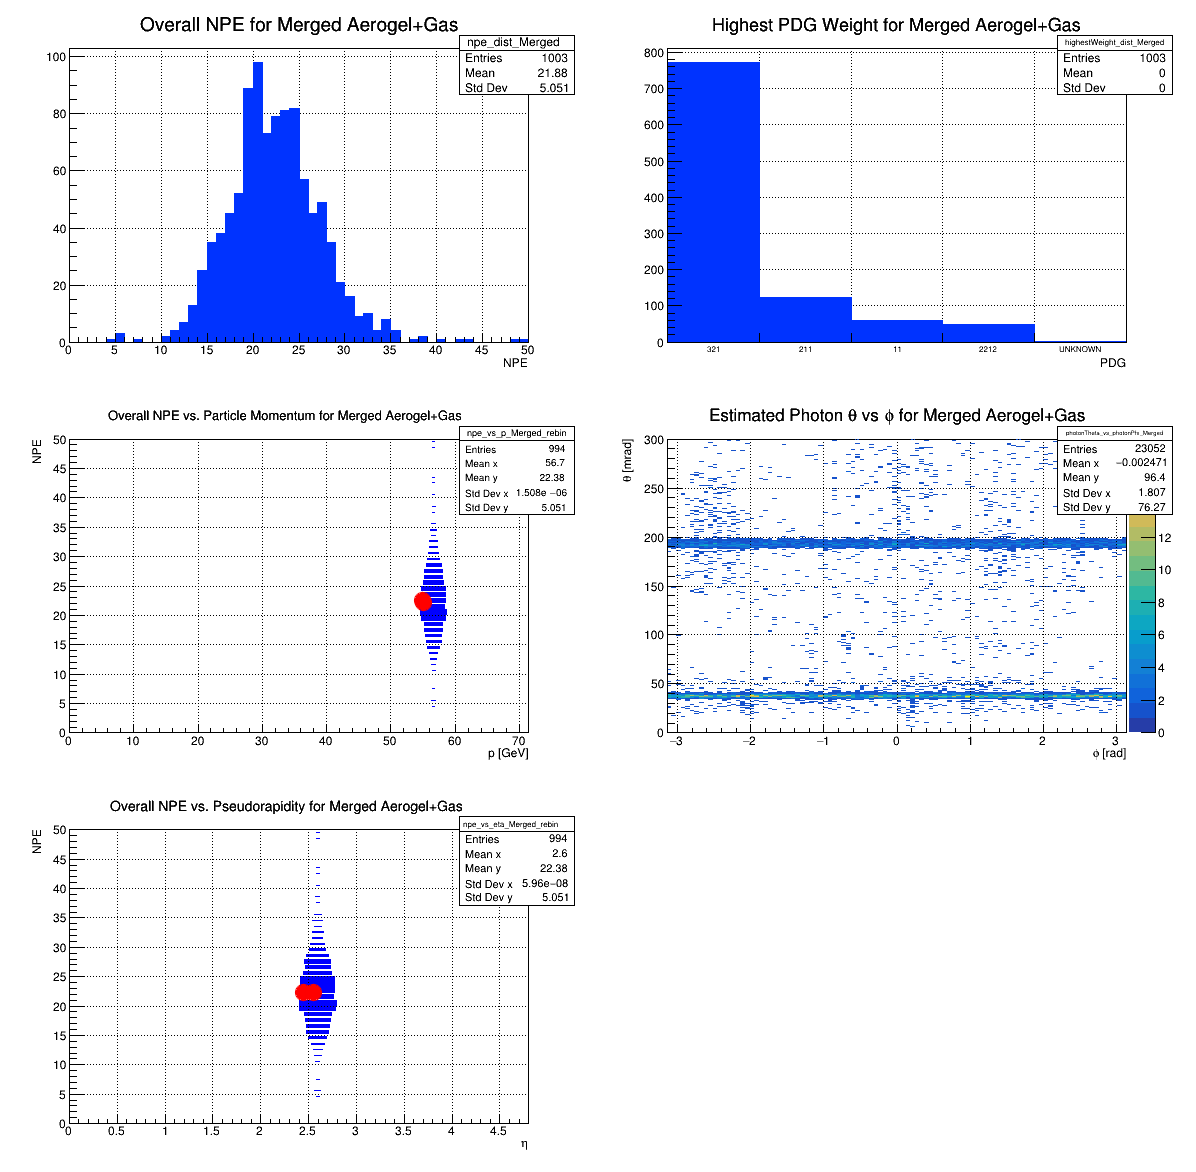 Overall NPE for Merged Aerogel+Gas
npe_dist_Merged
Entries 1003
Mean 21.88
Std Dev 5.051
100
80
60
40
20
0
0 5 10 15 20 25 30 35 40 45 50
NPE
Highest PDG Weight for Merged Aerogel+Gas
highestWeight_dist_Merged
Entries 1003
Mean 0
Std Dev 0
800
700
600
500
400
300
200
100
0
321 211 11 2212 UNKNOWN
PDG
Overall NPE vs. Particle Momentum for Merged Aerogel+Gas
npe_vs_p_Merged_rebin
Entries 994
Mean x 56.7
Mean y 22.38
Std Dev x 1.508e −06
Std Dev y 5.051
NPE
50
45
40
35
30
25
20
15
10
5
0
0 10 20 30 40 50 60 70
p [GeV]
Estimated Photon θ vs ϕ for Merged Aerogel+Gas
photonTheta_vs_photonPhi_Merged
Entries 23052
Mean x −0.002471
Mean y 96.4
Std Dev x 1.807
Std Dev y 76.27
θ [mrad]
300
250
200
150
100
50
0
−3 −2 −1 0 1 2 3
ϕ [rad]
12
10
8
6
4
2
0
Overall NPE vs. Pseudorapidity for Merged Aerogel+Gas
npe_vs_eta_Merged_rebin
Entries 994
Mean x 2.6
Mean y 22.38
Std Dev x 5.96e−08
Std Dev y 5.051
NPE
50
45
40
35
30
25
20
15
10
5
0
0 0.5 1 1.5 2 2.5 3 3.5 4 4.5
η